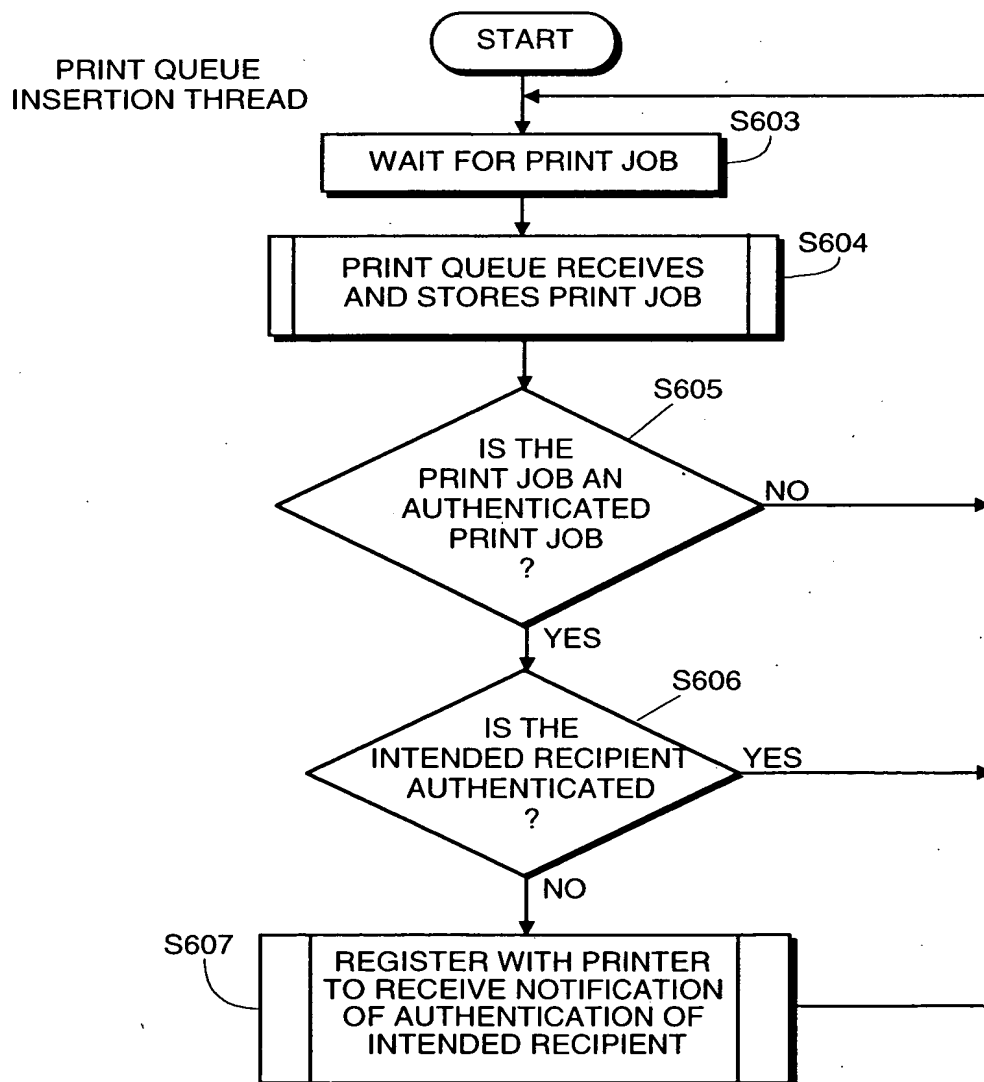 START
PRINT QUEUE
INSERTION THREAD
S603
WAIT FOR PRINT JOB
S604
PRINT QUEUE RECEIVES
AND STORES PRINT JOB
S605
IS THE
PRINT JOB AN
AUTHENTICATED
PRINT JOB
?
NO
YES
S606
IS THE
INTENDED RECIPIENT
AUTHENTICATED
?
YES
NO
S607
REGISTER WITH PRINTER
TO RECEIVE NOTIFICATION
OF AUTHENTICATION OF
INTENDED RECIPIENT